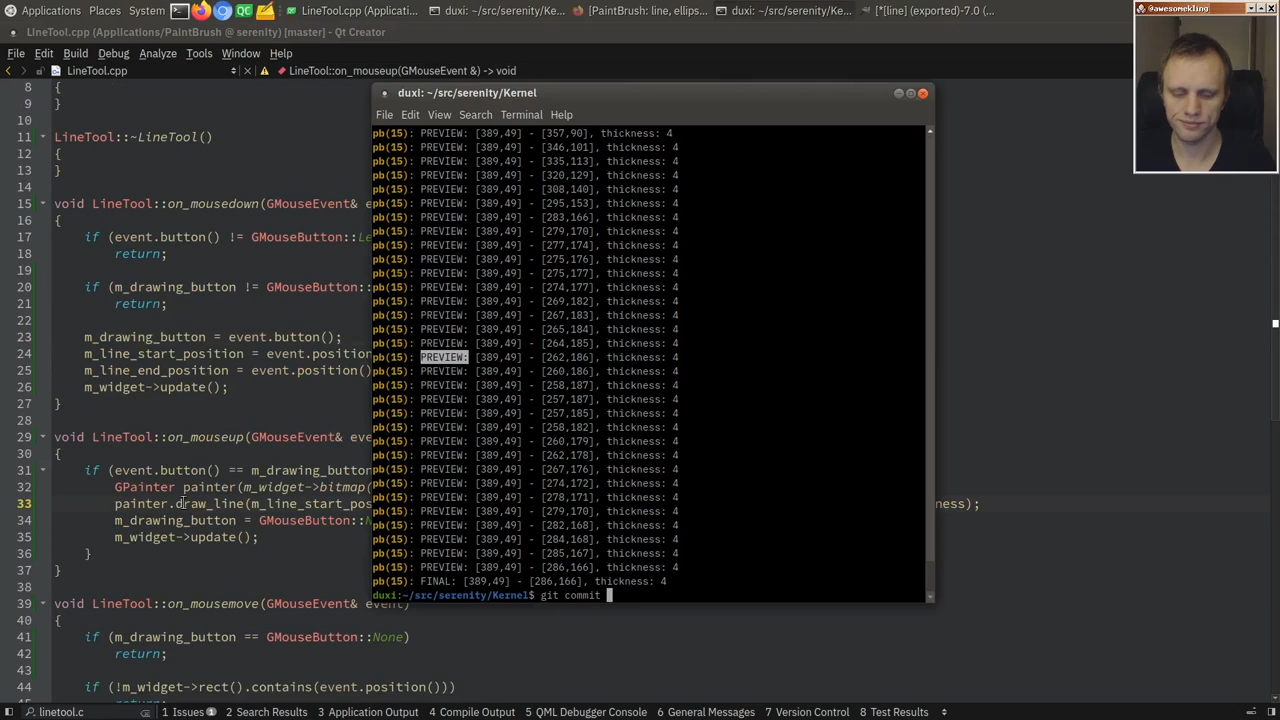 Applications Places System LineTool.cpp (Applicati... duxi: ~/src/serenity/Ke... [PaintBrush: line, ellips... duxi: ~/src/serenity/Ke... [*[line] (exported)-7.0 (...
@awesomekling
LineTool.cpp (Applications/PaintBrush @ serenity) [master] - Qt Creator
File Edit Build Debug Analyze Tools Window Help
LineTool.cpp LineTool::on_mouseup(GMouseEvent &) -> void
8 {
9 }
10
11 LineTool::~LineTool()
12 {
13 }
14
15 void LineTool::on_mousedown(GMouseEvent& e
16 {
17 if (event.button() != GMouseButton::Le
18 return;
19
20 if (m_drawing_button != GMouseButton::
21 return;
22
23 m_drawing_button = event.button();
24 m_line_start_position = event.position
25 m_line_end_position = event.position()
26 m_widget->update();
27 }
28
29 void LineTool::on_mouseup(GMouseEvent& eve
30 {
31 if (event.button() == m_drawing_button
32 GPainter painter(m_widget->bitmap(
33 painter.draw_line(m_line_start_pos ness);
34 m_drawing_button = GMouseButton::N
35 m_widget->update();
36 }
37 }
38
39 void LineTool::on_mousemove(GMouseEvent& event)
40 {
41 if (m_drawing_button == GMouseButton::None)
42 return;
43
44 if (!m_widget->rect().contains(event.position()))
return;
duxi: ~/src/serenity/Kernel
File Edit View Search Terminal Help
pb(15): PREVIEW: [389,49] - [357,90], thickness: 4
pb(15): PREVIEW: [389,49] - [346,101], thickness: 4
pb(15): PREVIEW: [389,49] - [335,113], thickness: 4
pb(15): PREVIEW: [389,49] - [320,129], thickness: 4
pb(15): PREVIEW: [389,49] - [308,140], thickness: 4
pb(15): PREVIEW: [389,49] - [295,153], thickness: 4
pb(15): PREVIEW: [389,49] - [283,166], thickness: 4
pb(15): PREVIEW: [389,49] - [279,170], thickness: 4
pb(15): PREVIEW: [389,49] - [277,174], thickness: 4
pb(15): PREVIEW: [389,49] - [275,176], thickness: 4
pb(15): PREVIEW: [389,49] - [275,177], thickness: 4
pb(15): PREVIEW: [389,49] - [274,177], thickness: 4
pb(15): PREVIEW: [389,49] - [269,182], thickness: 4
pb(15): PREVIEW: [389,49] - [267,183], thickness: 4
pb(15): PREVIEW: [389,49] - [265,184], thickness: 4
pb(15): PREVIEW: [389,49] - [264,185], thickness: 4
pb(15): PREVIEW: [389,49] - [262,186], thickness: 4
pb(15): PREVIEW: [389,49] - [260,186], thickness: 4
pb(15): PREVIEW: [389,49] - [258,187], thickness: 4
pb(15): PREVIEW: [389,49] - [257,187], thickness: 4
pb(15): PREVIEW: [389,49] - [257,185], thickness: 4
pb(15): PREVIEW: [389,49] - [258,182], thickness: 4
pb(15): PREVIEW: [389,49] - [260,179], thickness: 4
pb(15): PREVIEW: [389,49] - [262,178], thickness: 4
pb(15): PREVIEW: [389,49] - [267,176], thickness: 4
pb(15): PREVIEW: [389,49] - [274,172], thickness: 4
pb(15): PREVIEW: [389,49] - [278,171], thickness: 4
pb(15): PREVIEW: [389,49] - [279,170], thickness: 4
pb(15): PREVIEW: [389,49] - [282,168], thickness: 4
pb(15): PREVIEW: [389,49] - [284,168], thickness: 4
pb(15): PREVIEW: [389,49] - [285,167], thickness: 4
pb(15): PREVIEW: [389,49] - [286,166], thickness: 4
pb(15): FINAL: [389,49] - [286,166], thickness: 4
duxi:~/src/serenity/Kernel$ git commit
linetool.c 1 Issues 1 2 Search Results 3 Application Output 4 Compile Output 5 QML Debugger Console 6 General Messages 7 Version Control 8 Test Results